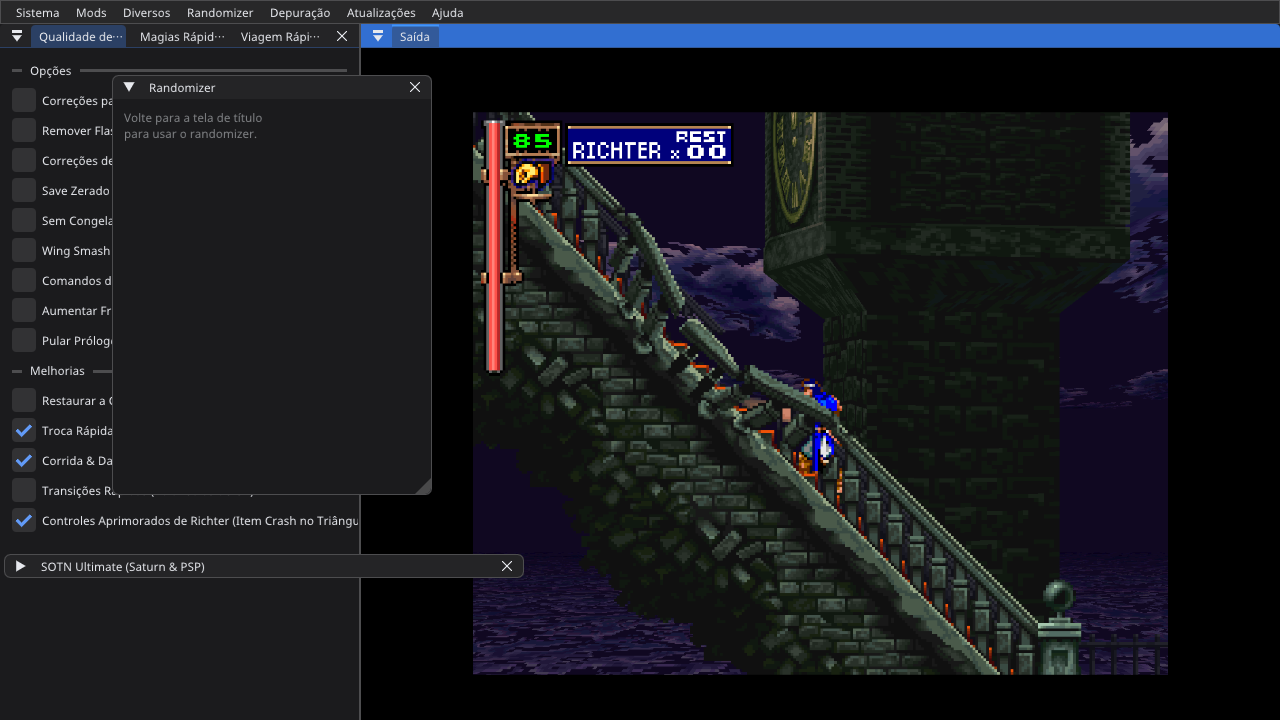 Sistema Mods Diversos Randomizer Depuração Atualizações Ajuda
Qualidade de··· Magias Rápid··· Viagem Rápi···
Saída
Opções
Randomizer
Volte para a tela de título
para usar o randomizer.
Correções pa
Remover Flas
Correções de
Save Zerado
Sem Congela
Wing Smash
Comandos d
Aumentar Fr
Pular Prólogo
Melhorias
Restaurar a
Troca Rápida
Corrida & Da
Transições
Controles Aprimorados de Richter (Item Crash no Triângu
SOTN Ultimate (Saturn & PSP)
85
REST
RICHTER x 00